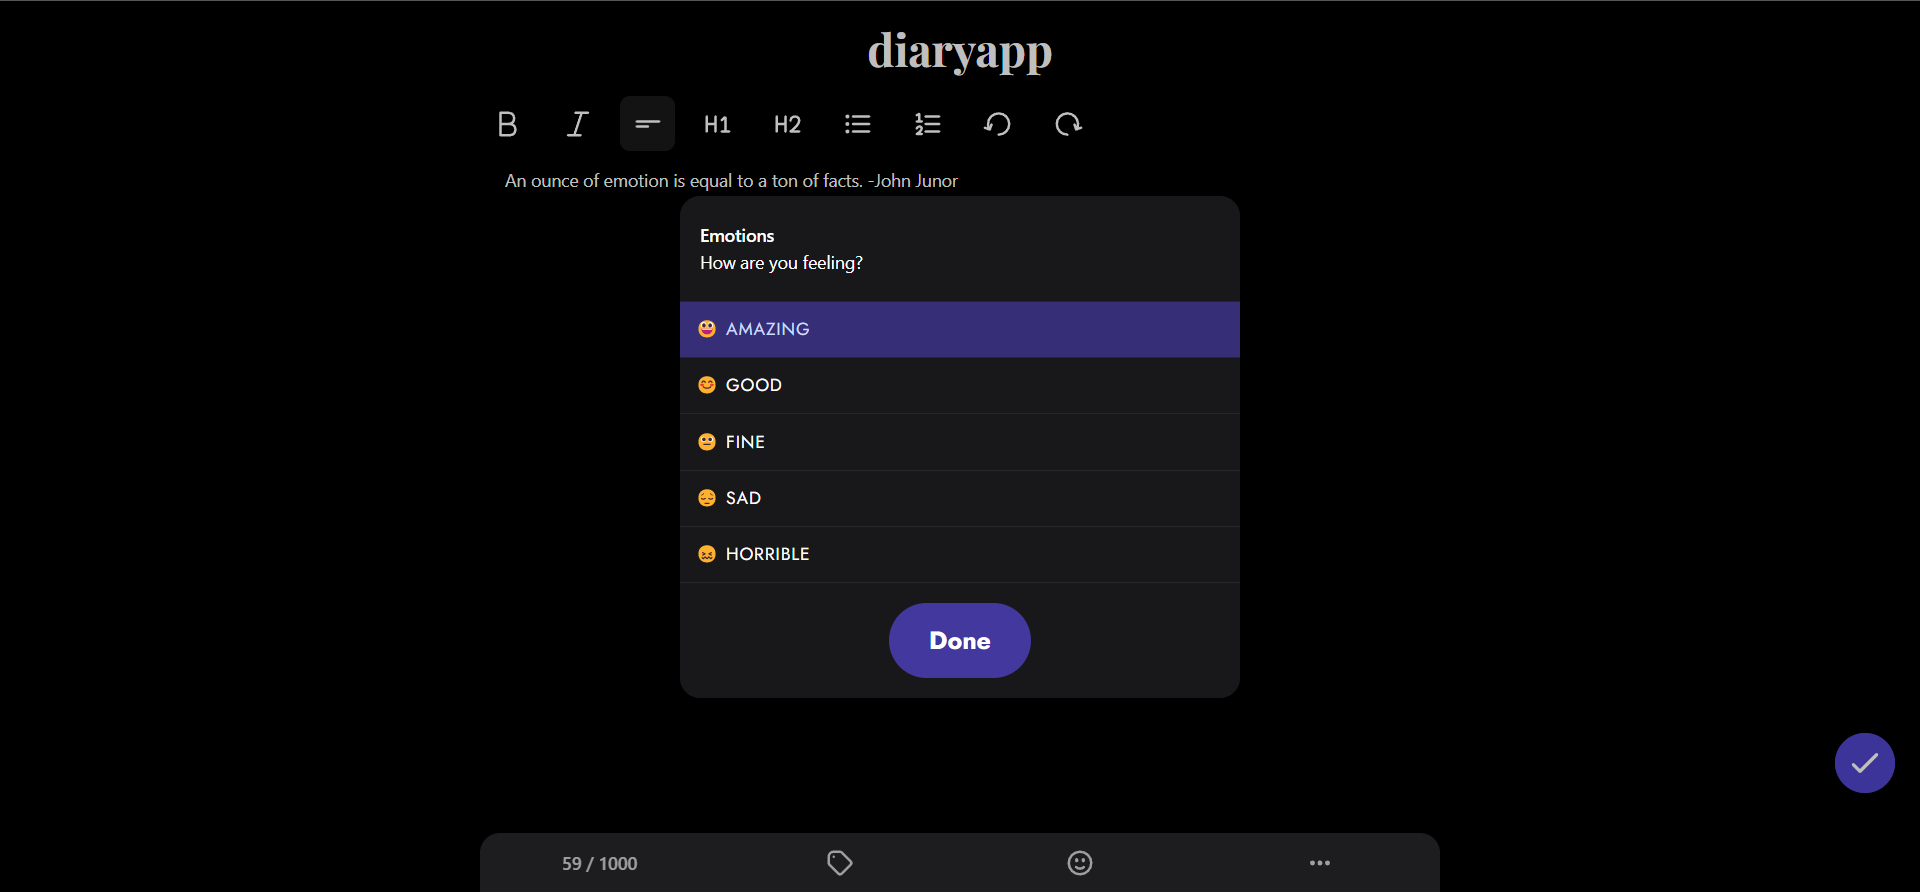 diaryapp
B I H1 H2
An ounce of emotion is equal to a ton of facts. -John Junor
Emotions
How are you feeling?
AMAZING
GOOD
FINE
SAD
HORRIBLE
Done
59 / 1000